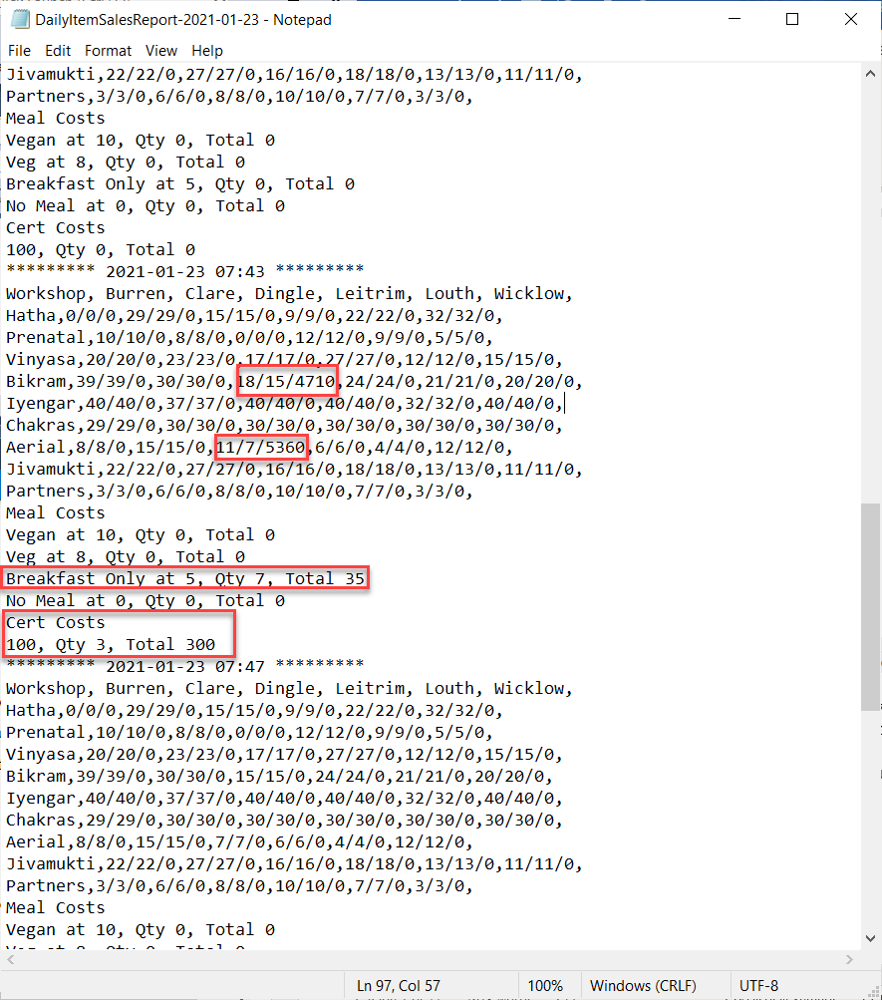 DailyItemSalesReport-2021-01-23 - Notepad
File Edit Format View Help
Jivamukti,22/22/0,27/27/0,16/16/0,18/18/0,13/13/0,11/11/0,
Partners,3/3/0,6/6/0,8/8/0,10/10/0,7/7/0,3/3/0,
Meal Costs
Vegan at 10, Qty 0, Total 0
Veg at 8, Qty 0, Total 0
Breakfast Only at 5, Qty 0, Total 0
No Meal at 0, Qty 0, Total 0
Cert Costs
100, Qty 0, Total 0
********* 2021-01-23 07:43 *********
Workshop, Burren, Clare, Dingle, Leitrim, Louth, Wicklow,
Hatha,0/0/0,29/29/0,15/15/0,9/9/0,22/22/0,32/32/0,
Prenatal,10/10/0,8/8/0,0/0/0,12/12/0,9/9/0,5/5/0,
Vinyasa,20/20/0,23/23/0,17/17/0,27/27/0,12/12/0,15/15/0,
Bikram,39/39/0,30/30/0,18/15/4710,24/24/0,21/21/0,20/20/0,
Iyengar,40/40/0,37/37/0,40/40/0,40/40/0,32/32/0,40/40/0,
Chakras,29/29/0,30/30/0,30/30/0,30/30/0,30/30/0,30/30/0,
Aerial,8/8/0,15/15/0,11/7/5360,6/6/0,4/4/0,12/12/0,
Jivamukti,22/22/0,27/27/0,16/16/0,18/18/0,13/13/0,11/11/0,
Partners,3/3/0,6/6/0,8/8/0,10/10/0,7/7/0,3/3/0,
Meal Costs
Vegan at 10, Qty 0, Total 0
Veg at 8, Qty 0, Total 0
Breakfast Only at 5, Qty 7, Total 35
No Meal at 0, Qty 0, Total 0
Cert Costs
100, Qty 3, Total 300
********* 2021-01-23 07:47 *********
Workshop, Burren, Clare, Dingle, Leitrim, Louth, Wicklow,
Hatha,0/0/0,29/29/0,15/15/0,9/9/0,22/22/0,32/32/0,
Prenatal,10/10/0,8/8/0,0/0/0,12/12/0,9/9/0,5/5/0,
Vinyasa,20/20/0,23/23/0,17/17/0,27/27/0,12/12/0,15/15/0,
Bikram,39/39/0,30/30/0,15/15/0,24/24/0,21/21/0,20/20/0,
Iyengar,40/40/0,37/37/0,40/40/0,40/40/0,32/32/0,40/40/0,
Chakras,29/29/0,30/30/0,30/30/0,30/30/0,30/30/0,30/30/0,
Aerial,8/8/0,15/15/0,7/7/0,6/6/0,4/4/0,12/12/0,
Jivamukti,22/22/0,27/27/0,16/16/0,18/18/0,13/13/0,11/11/0,
Partners,3/3/0,6/6/0,8/8/0,10/10/0,7/7/0,3/3/0,
Meal Costs
Vegan at 10, Qty 0, Total 0
Ln 97, Col 57 100% Windows (CRLF) UTF-8